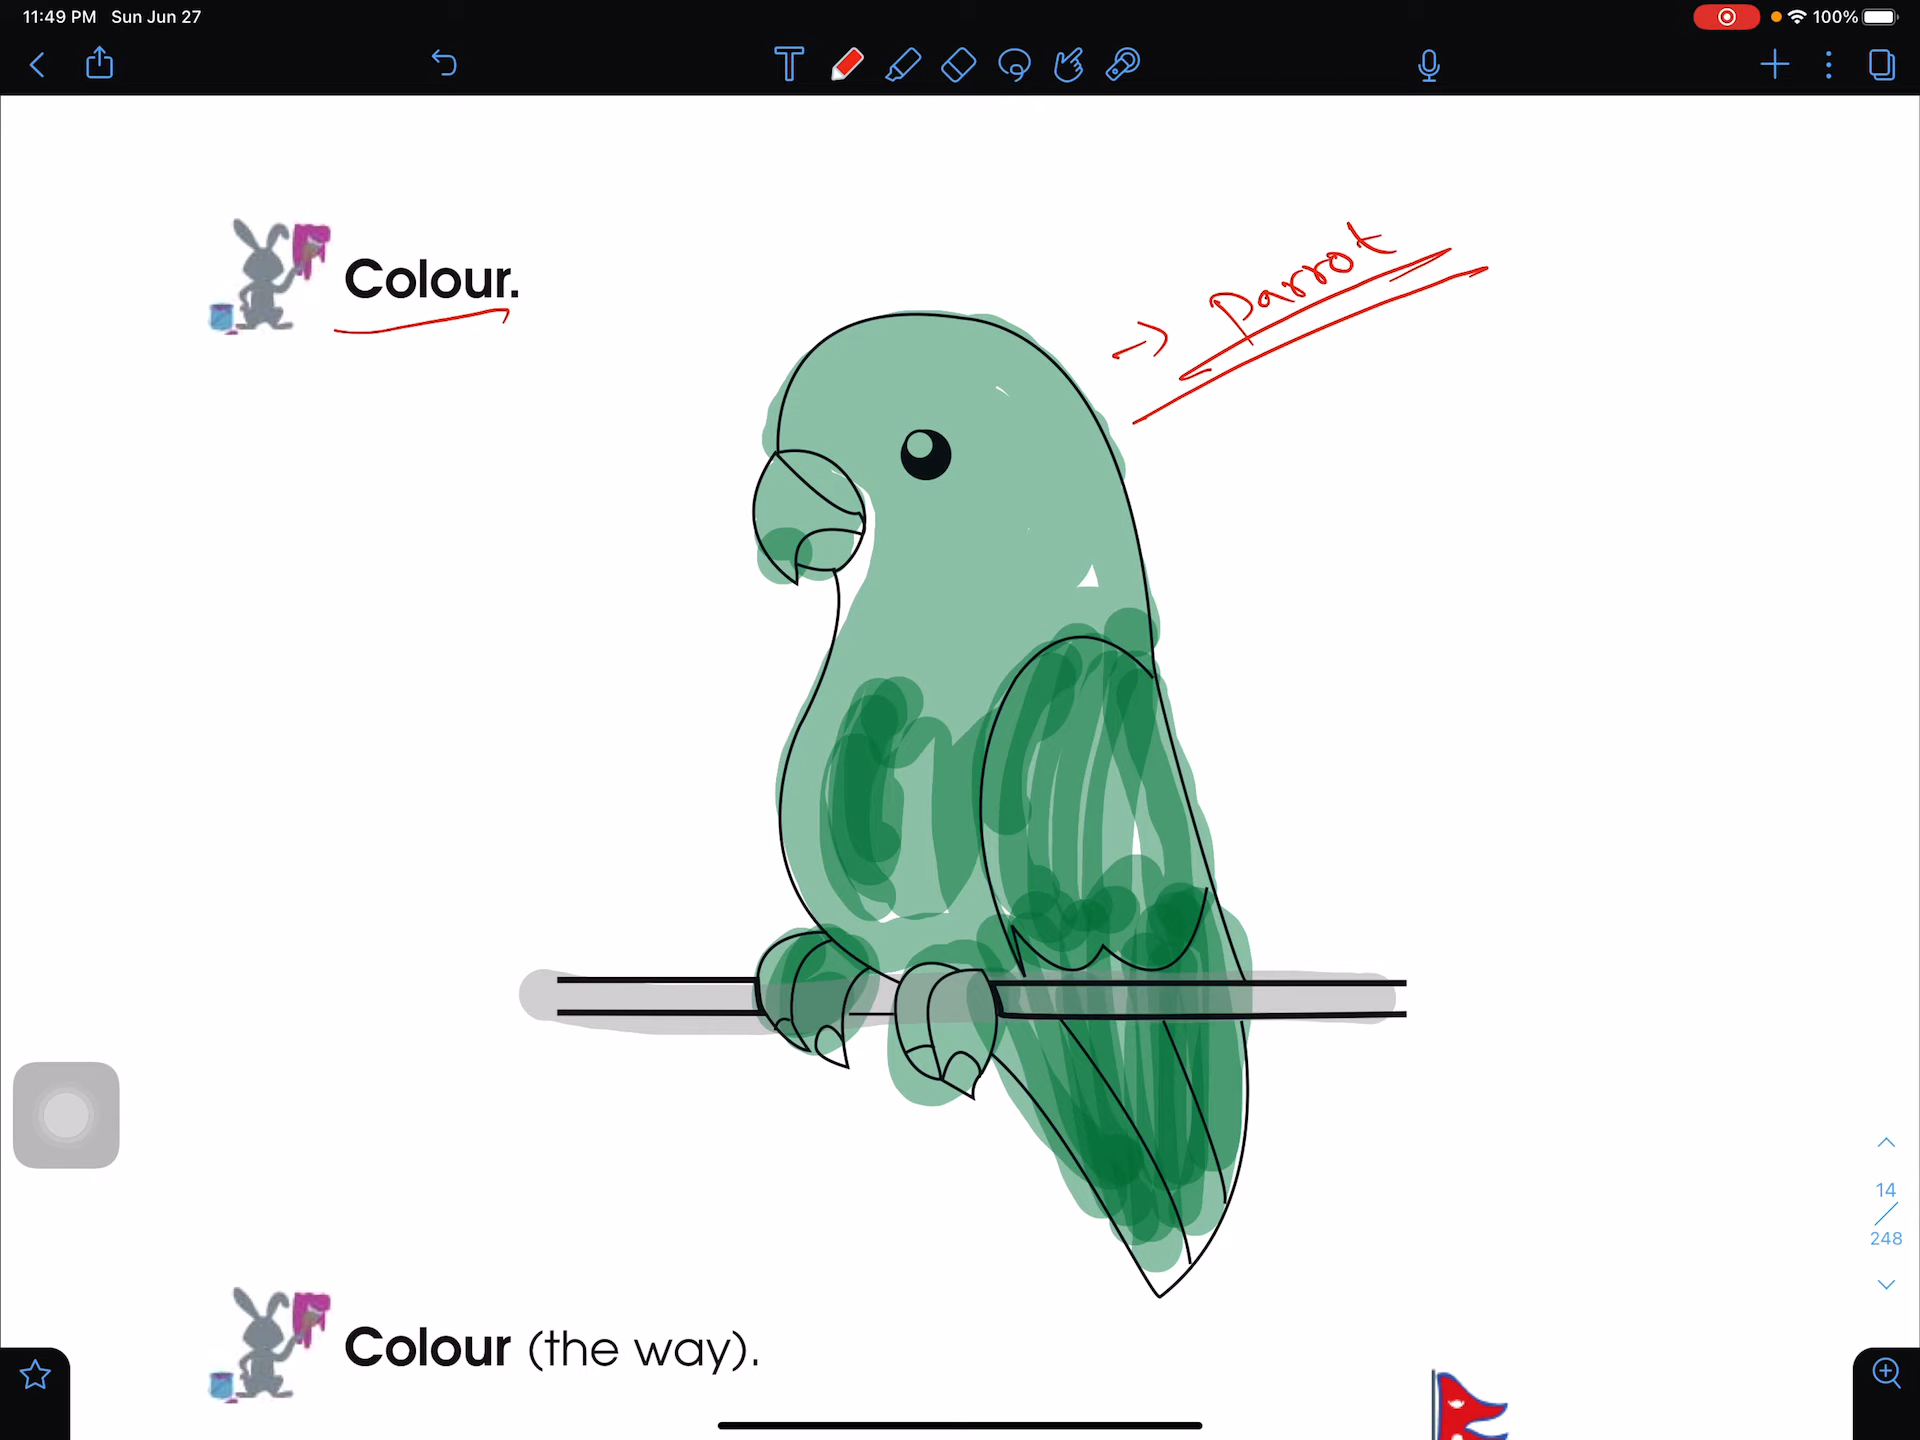 11:49 PM Sun Jun 27
100%
Colour.
→ Parrot
14
248
Colour (the way).